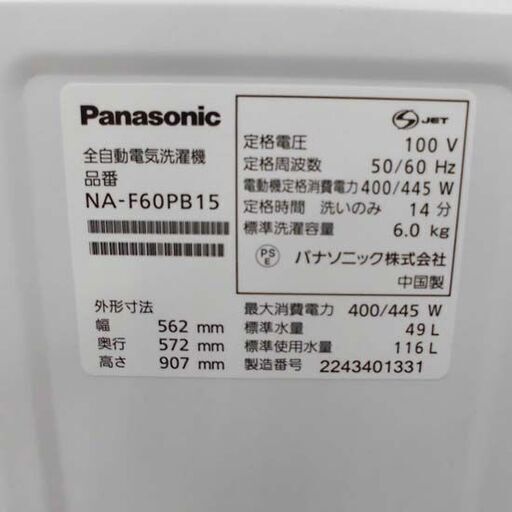 Panasonic
全自動電気洗濯機
品番
NA-F60PB15
外形寸法
幅 562 mm
奥行 572 mm
高さ 907 mm
S JET
定格電圧 100 V
定格周波数 50/60 Hz
電動機定格消費電力 400/445 W
定格時間 洗いのみ 14 分
標準洗濯容量 6.0 kg
PS E パナソニック株式会社
中国製
最大消費電力 400/445 W
標準水量 49 L
標準使用水量 116 L
製造番号 2243401331